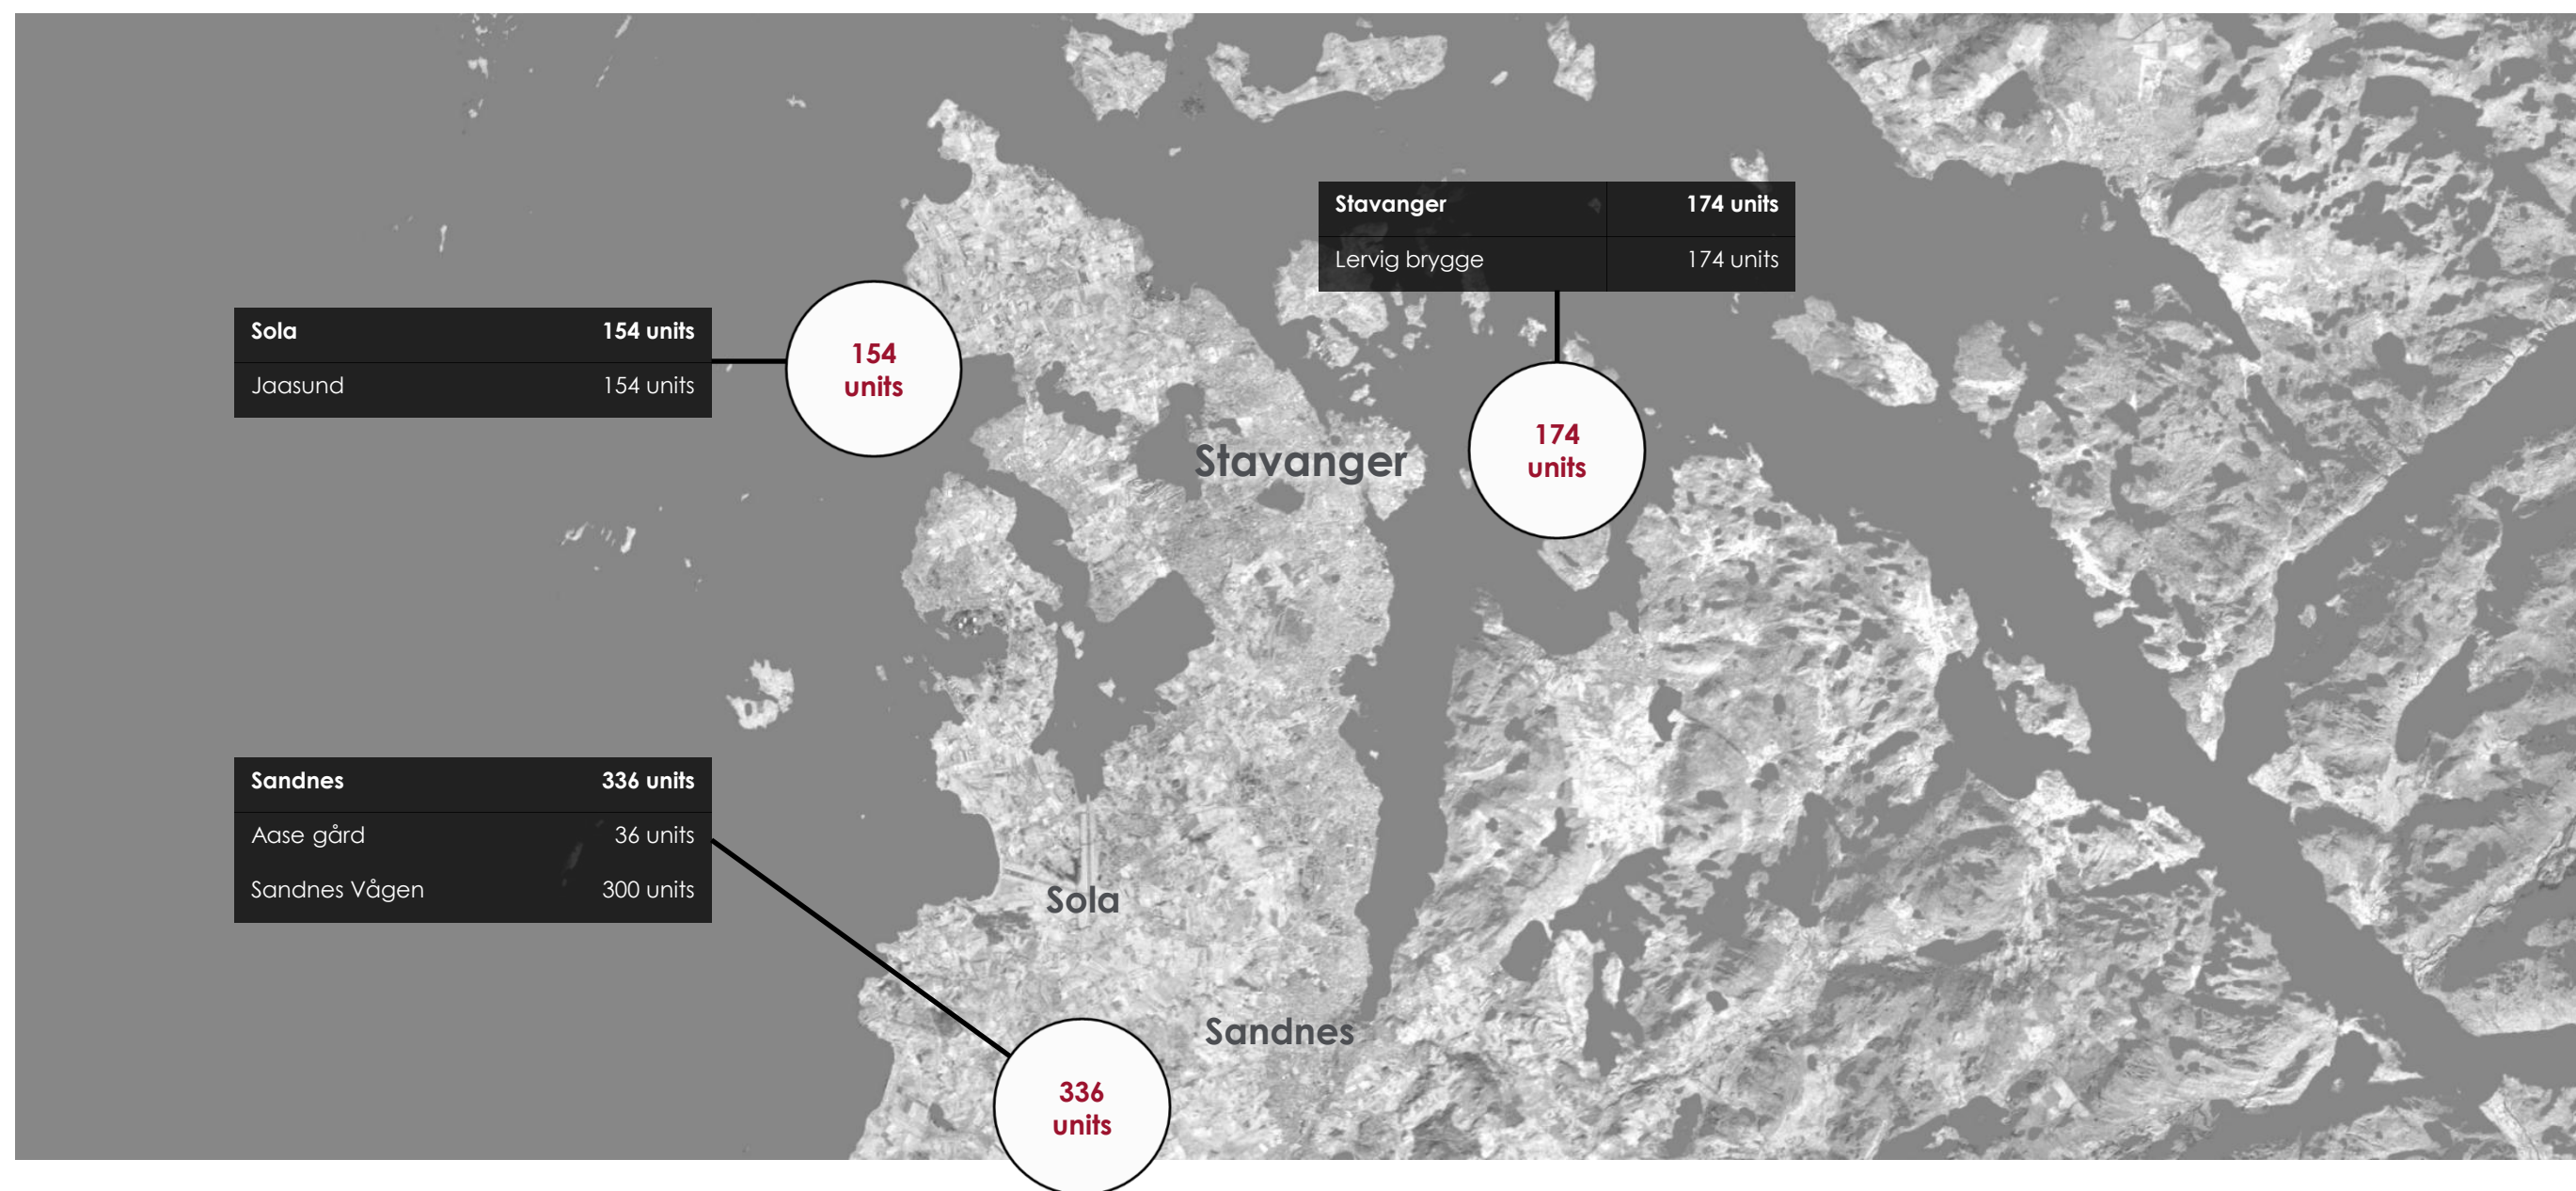 Stavanger 174 units
Lervig brygge 174 units
Sola 154 units
Jaasund 154 units
154
units
174
units
Stavanger
Sandnes 336 units
Aase gård 36 units
Sandnes Vågen 300 units
Sola
Sandnes
336
units